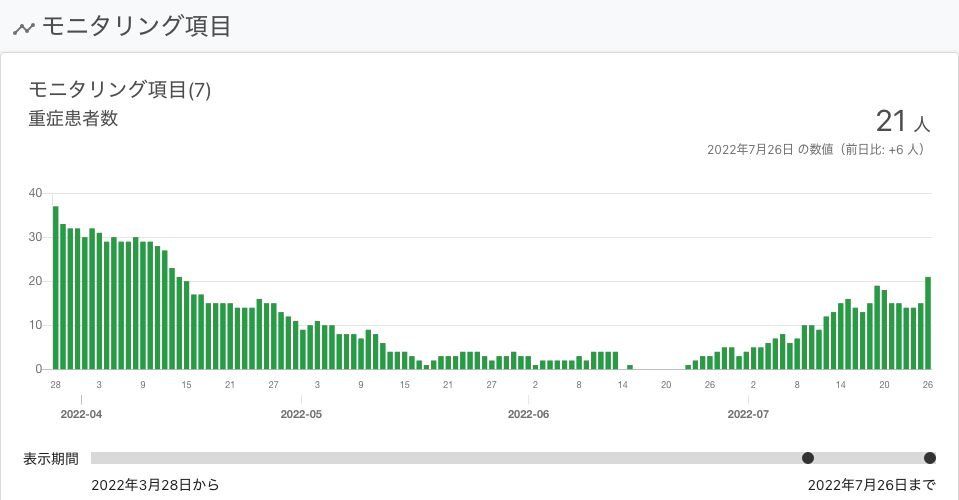 モニタリング項目
モニタリング項目(7)
重症患者数
21 人
2022年7月26日 の数値（前日比: +6 人）
40
30
20
10
0
28 3 9 15 21 27 3 9 15 21 27 2 8 14 20 26 2 8 14 20 26
2022-04 2022-05 2022-06 2022-07
表示期間
2022年3月28日から 2022年7月26日まで